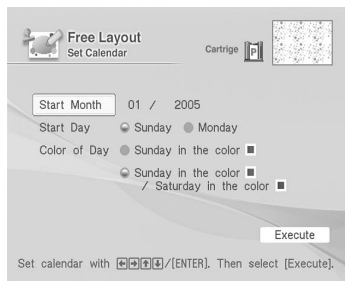 Free Layout
Set Calendar
Cartrige P
Start Month 01 / 2005
Start Day Sunday Monday
Color of Day Sunday in the color
Sunday in the color
/ Saturday in the color
Execute
Set calendar with ←→↑↓/[ENTER]. Then select [Execute].